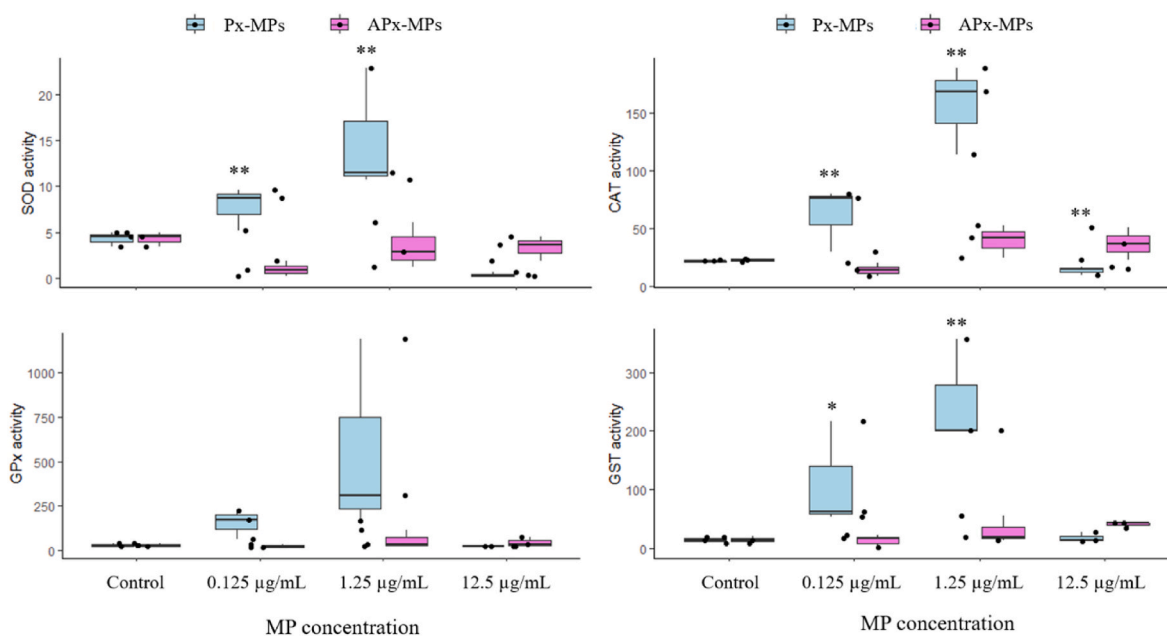 Px-MPs APx-MPs
Px-MPs APx-MPs
**
**
SOD activity
20
15
10
5
0
**
**
**
CAT activity
150
100
50
0
GPx activity
1000
750
500
250
0
*
**
GST activity
300
200
100
0
Control 0.125 µg/mL 1.25 µg/mL 12.5 µg/mL
Control 0.125 µg/mL 1.25 µg/mL 12.5 µg/mL
MP concentration
MP concentration